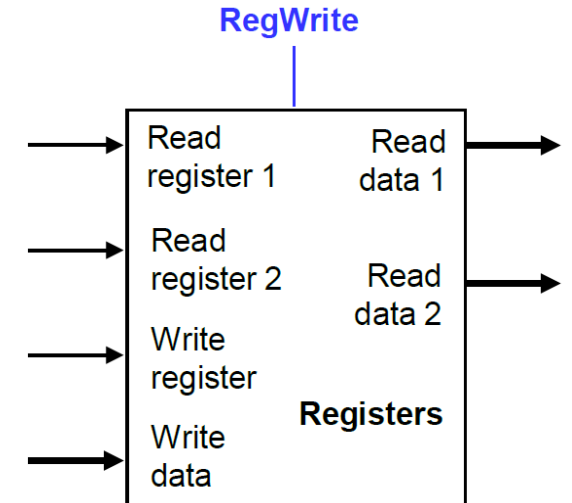 RegWrite
Read
register 1
Read
register 2
Write
register
Write
data
Read
data 1
Read
data 2
Registers